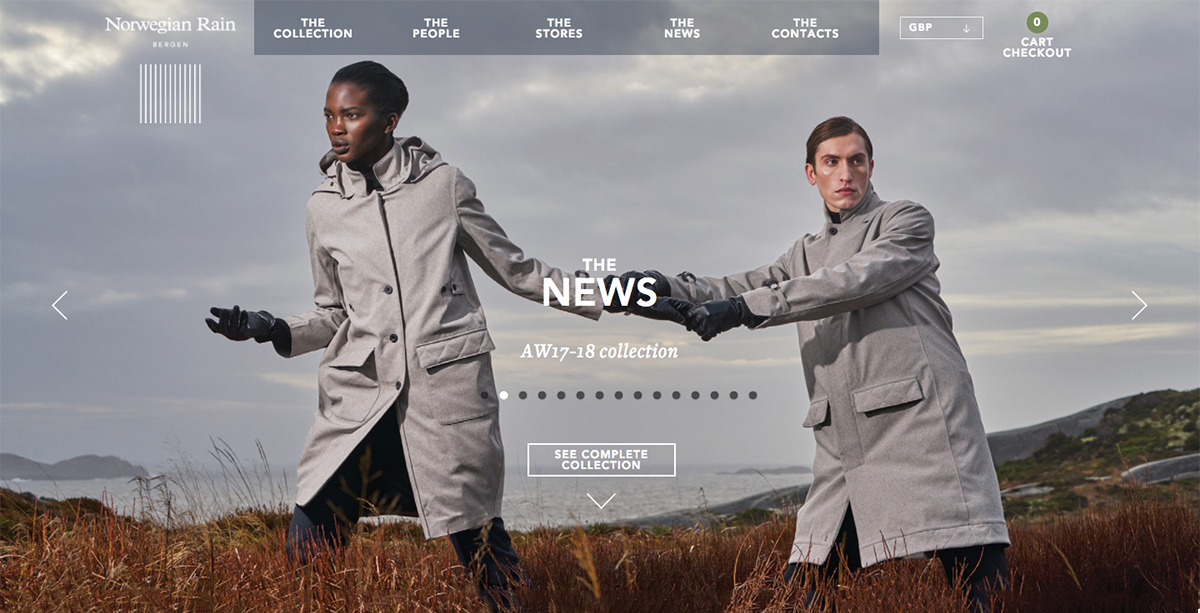 Norwegian Rain
BERGEN
THE
COLLECTION
THE
PEOPLE
THE
STORES
THE
NEWS
THE
CONTACTS
GBP
0
CART
CHECKOUT
THE
NEWS
AW17-18 collection
SEE COMPLETE
COLLECTION